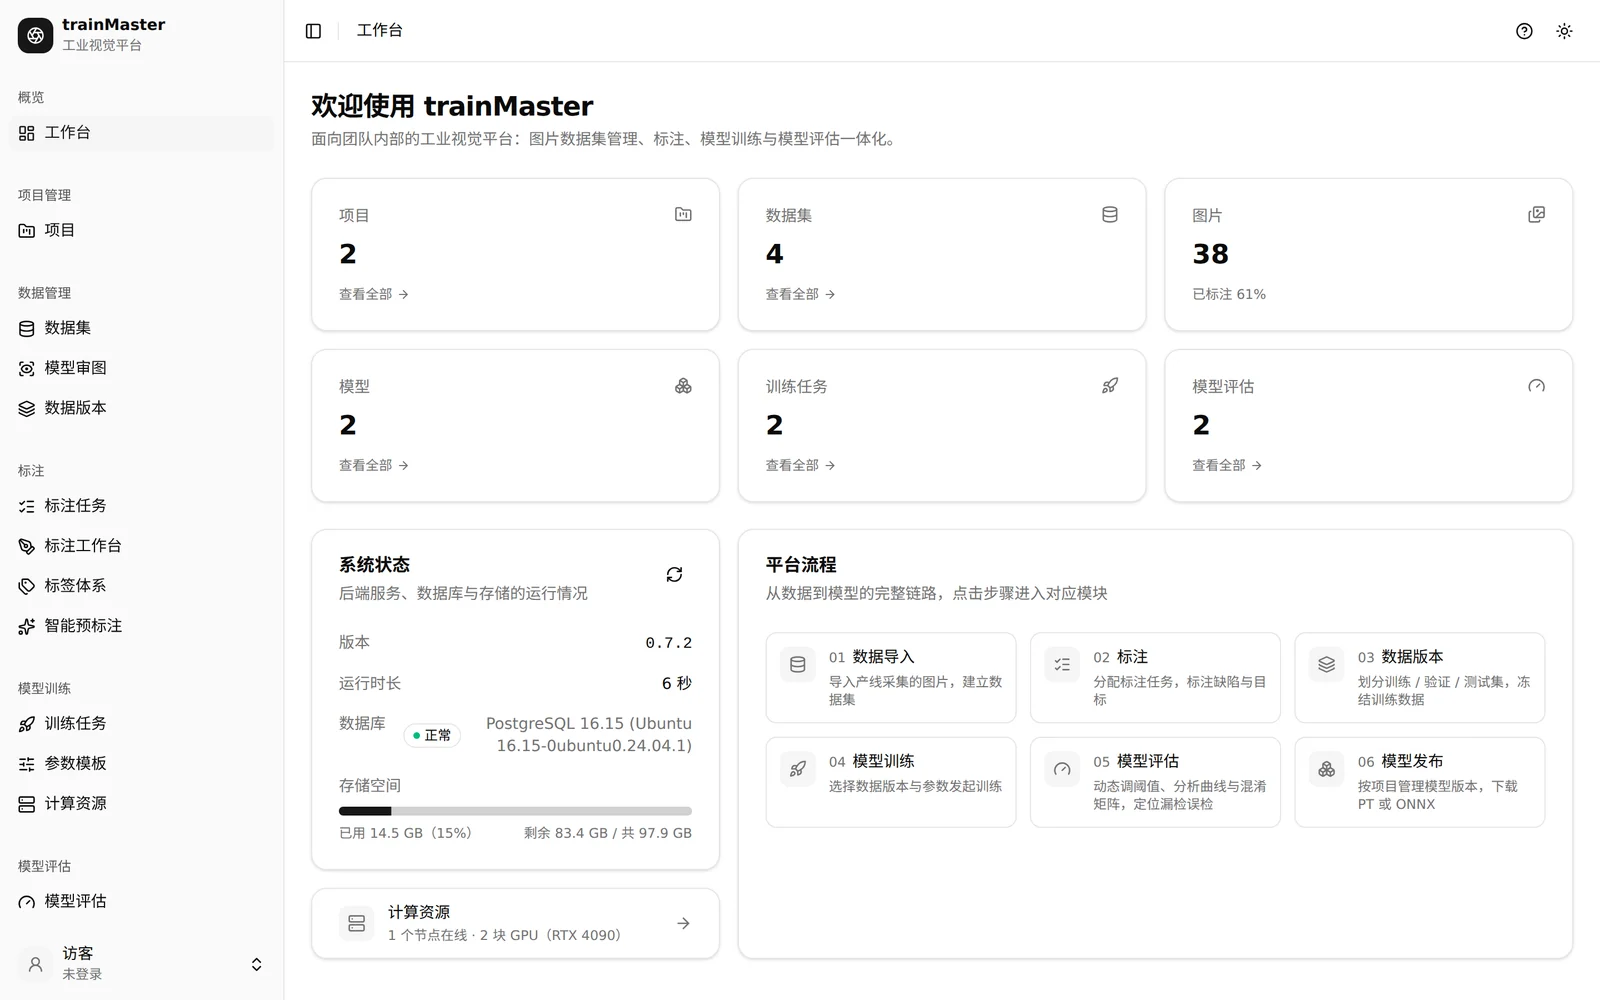 trainMaster
工业视觉平台
概览
工作台
项目管理
项目
数据管理
数据集
模型审图
数据版本
标注
标注任务
标注工作台
标签体系
智能预标注
模型训练
训练任务
参数模板
计算资源
模型评估
模型评估
访客
未登录
工作台
欢迎使用 trainMaster
面向团队内部的工业视觉平台：图片数据集管理、标注、模型训练与模型评估一体化。
项目
2
查看全部 →
数据集
4
查看全部 →
图片
38
已标注 61%
模型
2
查看全部 →
训练任务
2
查看全部 →
模型评估
2
查看全部 →
系统状态
后端服务、数据库与存储的运行情况
版本 0.7.2
运行时长 6 秒
数据库 正常 PostgreSQL 16.15 (Ubuntu
16.15-0ubuntu0.24.04.1)
存储空间
已用 14.5 GB（15%） 剩余 83.4 GB / 共 97.9 GB
计算资源
1 个节点在线 · 2 块 GPU（RTX 4090）
平台流程
从数据到模型的完整链路，点击步骤进入对应模块
01 数据导入
导入产线采集的图片，建立数
据集
02 标注
分配标注任务，标注缺陷与目
标
03 数据版本
划分训练 / 验证 / 测试集，冻
结训练数据
04 模型训练
选择数据版本与参数发起训练
05 模型评估
动态调阈值、分析曲线与混淆
矩阵，定位漏检误检
06 模型发布
按项目管理模型版本，下载
PT 或 ONNX